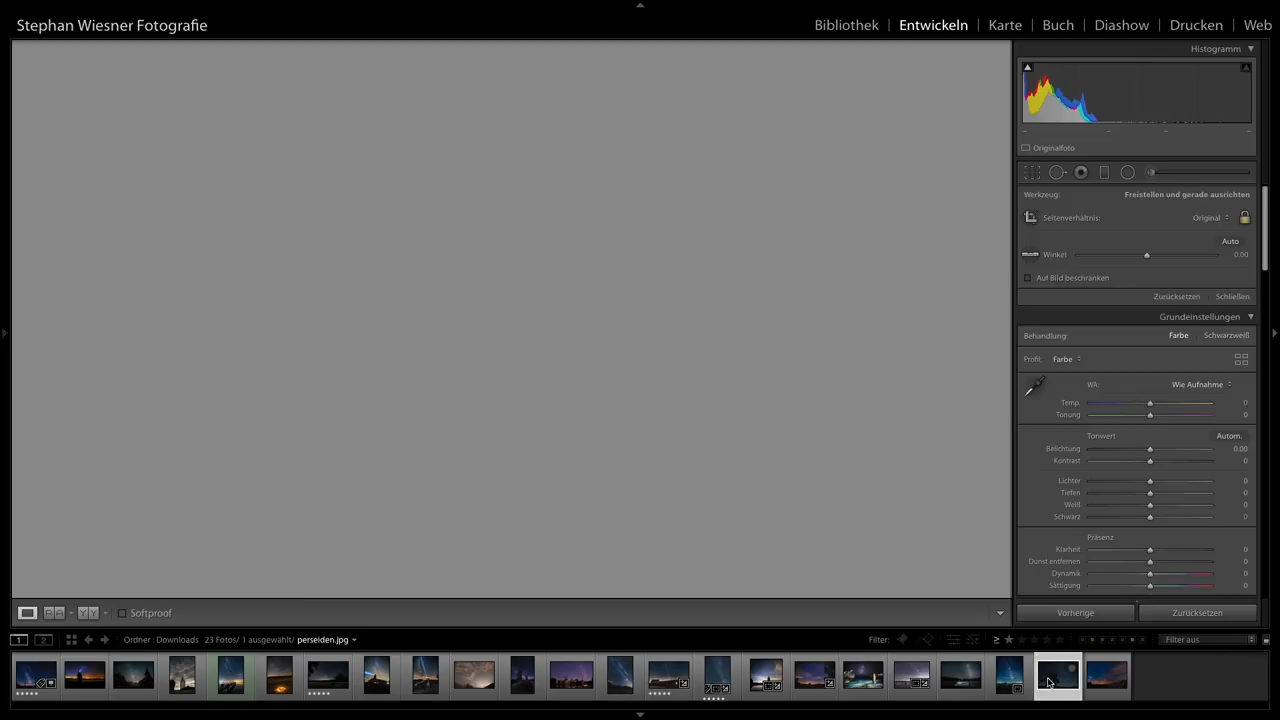 Stephan Wiesner Fotografie
Bibliothek | Entwickeln | Karte | Buch | Diashow | Drucken | Web
Histogramm
Originalfoto
Werkzeug: Freistellen und gerade ausrichten
Seitenverhältnis: Original
Auto
Winkel 0.00
Auf Bild beschränken
Zurücksetzen Schließen
Grundeinstellungen
Behandlung: Farbe Schwarzweiß
Profil: Farbe
WA: Wie Aufnahme
Temp. 0
Tonung 0
Tonwert Autom.
Belichtung 0.00
Kontrast 0
Lichter 0
Tiefen 0
Weiß 0
Schwarz 0
Präsenz
Klarheit 0
Dunst entfernen 0
Dynamik 0
Sättigung 0
Softproof
Vorherige Zurücksetzen
1 2 Ordner : Downloads 23 Fotos/ 1 ausgewählt/ perseiden.jpg Filter: Filter aus